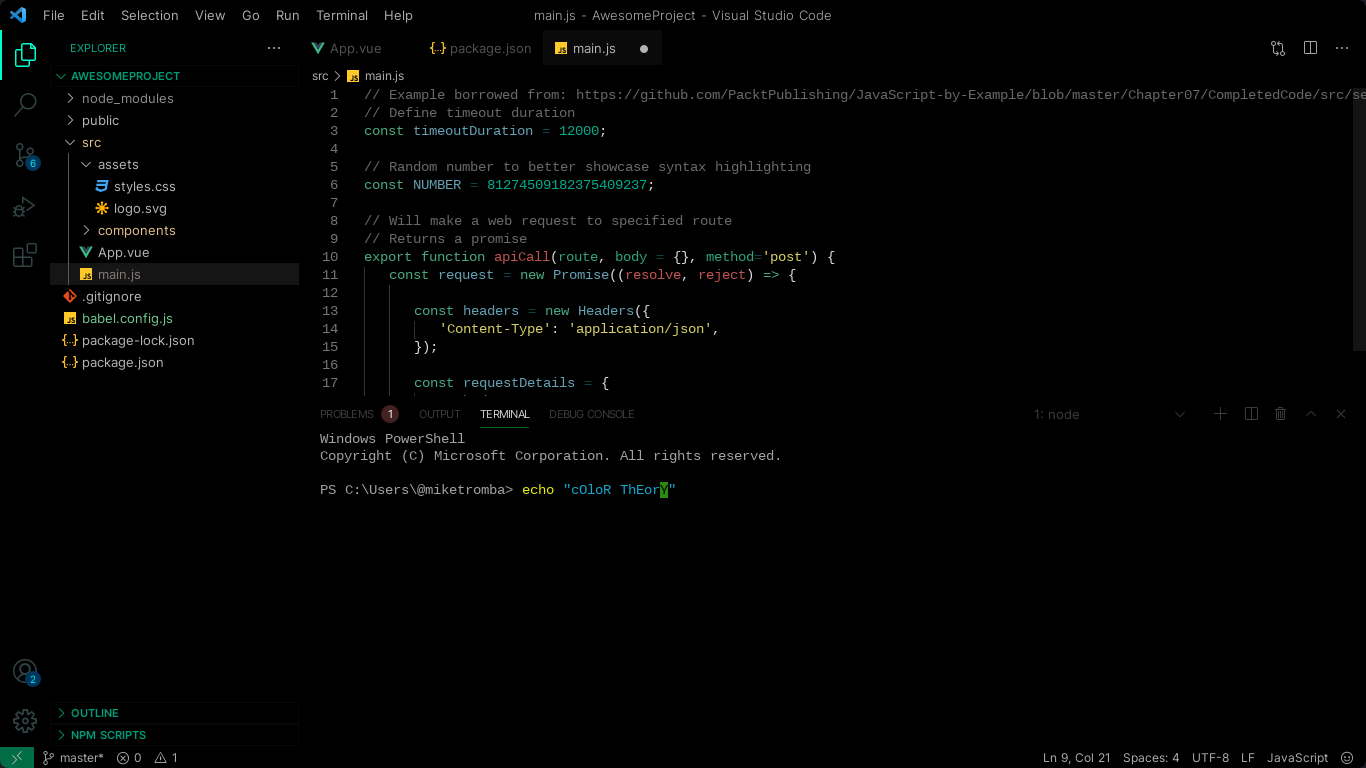 File Edit Selection View Go Run Terminal Help
main.js - AwesomeProject - Visual Studio Code
EXPLORER
AWESOMEPROJECT
node_modules
public
src
assets
styles.css
logo.svg
components
App.vue
main.js
.gitignore
babel.config.js
package-lock.json
package.json
OUTLINE
NPM SCRIPTS
6
2
App.vue package.json main.js
src main.js
1 // Example borrowed from: https://github.com/PacktPublishing/JavaScript-by-Example/blob/master/Chapter07/CompletedCode/src/se
2 // Define timeout duration
3 const timeoutDuration = 12000;
4
5 // Random number to better showcase syntax highlighting
6 const NUMBER = 81274509182375409237;
7
8 // Will make a web request to specified route
9 // Returns a promise
10 export function apiCall(route, body = {}, method='post') {
11 const request = new Promise((resolve, reject) => {
12
13 const headers = new Headers({
14 'Content-Type': 'application/json',
15 });
16
17 const requestDetails = {
PROBLEMS 1 OUTPUT TERMINAL DEBUG CONSOLE 1: node
Windows PowerShell
Copyright (C) Microsoft Corporation. All rights reserved.
PS C:\Users\@miketromba> echo "cOloR ThEorY"
master* 0 1 Ln 9, Col 21 Spaces: 4 UTF-8 LF JavaScript